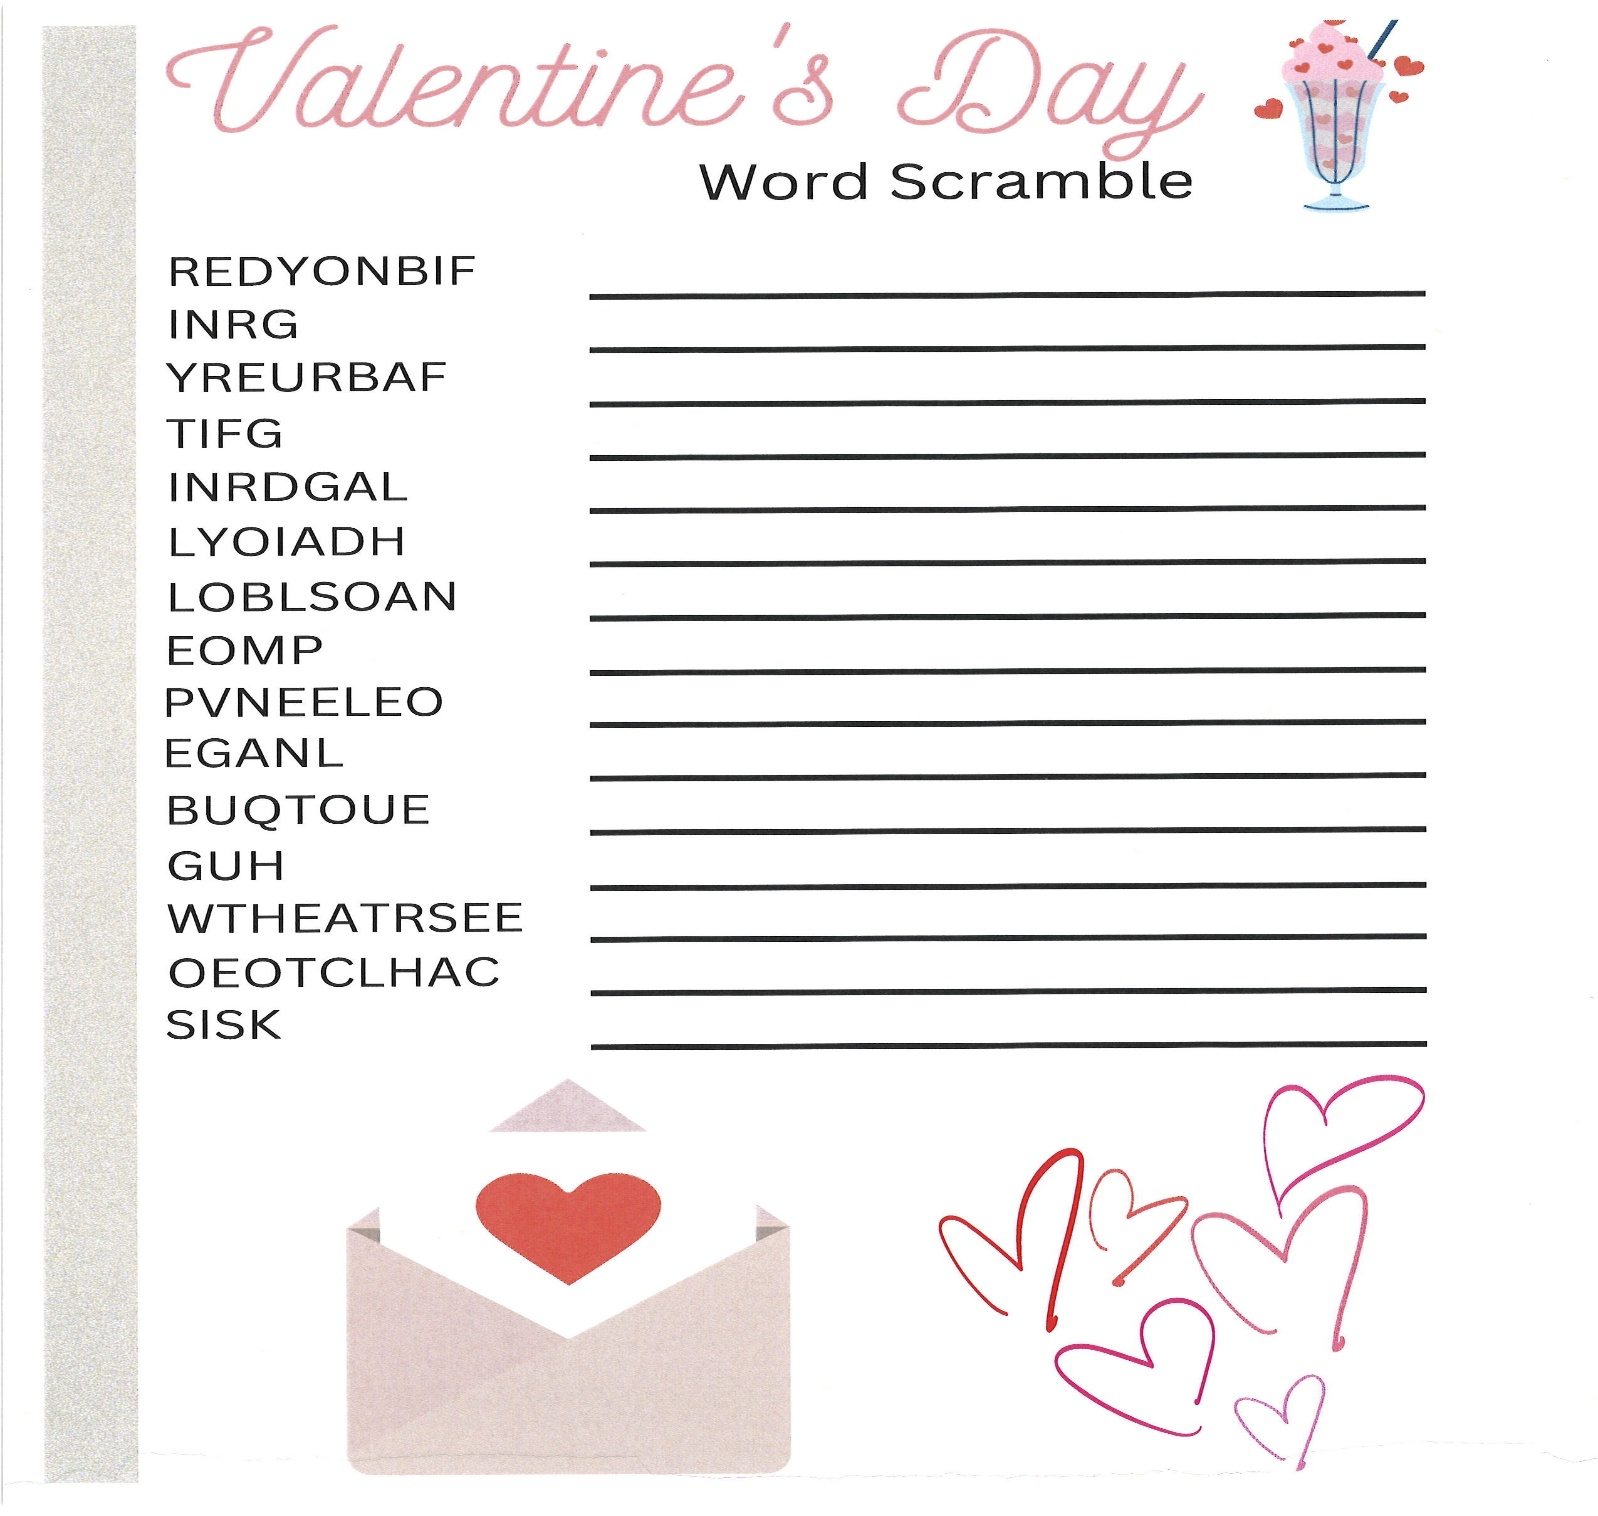 Valentine's Day
Word Scramble
REDYONBIF
INRG
YREURBAF
TIFG
INRDGAL
LYOIADH
LOBLSOAN
EOMP
PVNEELEO
EGANL
BUQTOUE
GUH
WTHEATRSEE
OEOTCLHAC
SISK